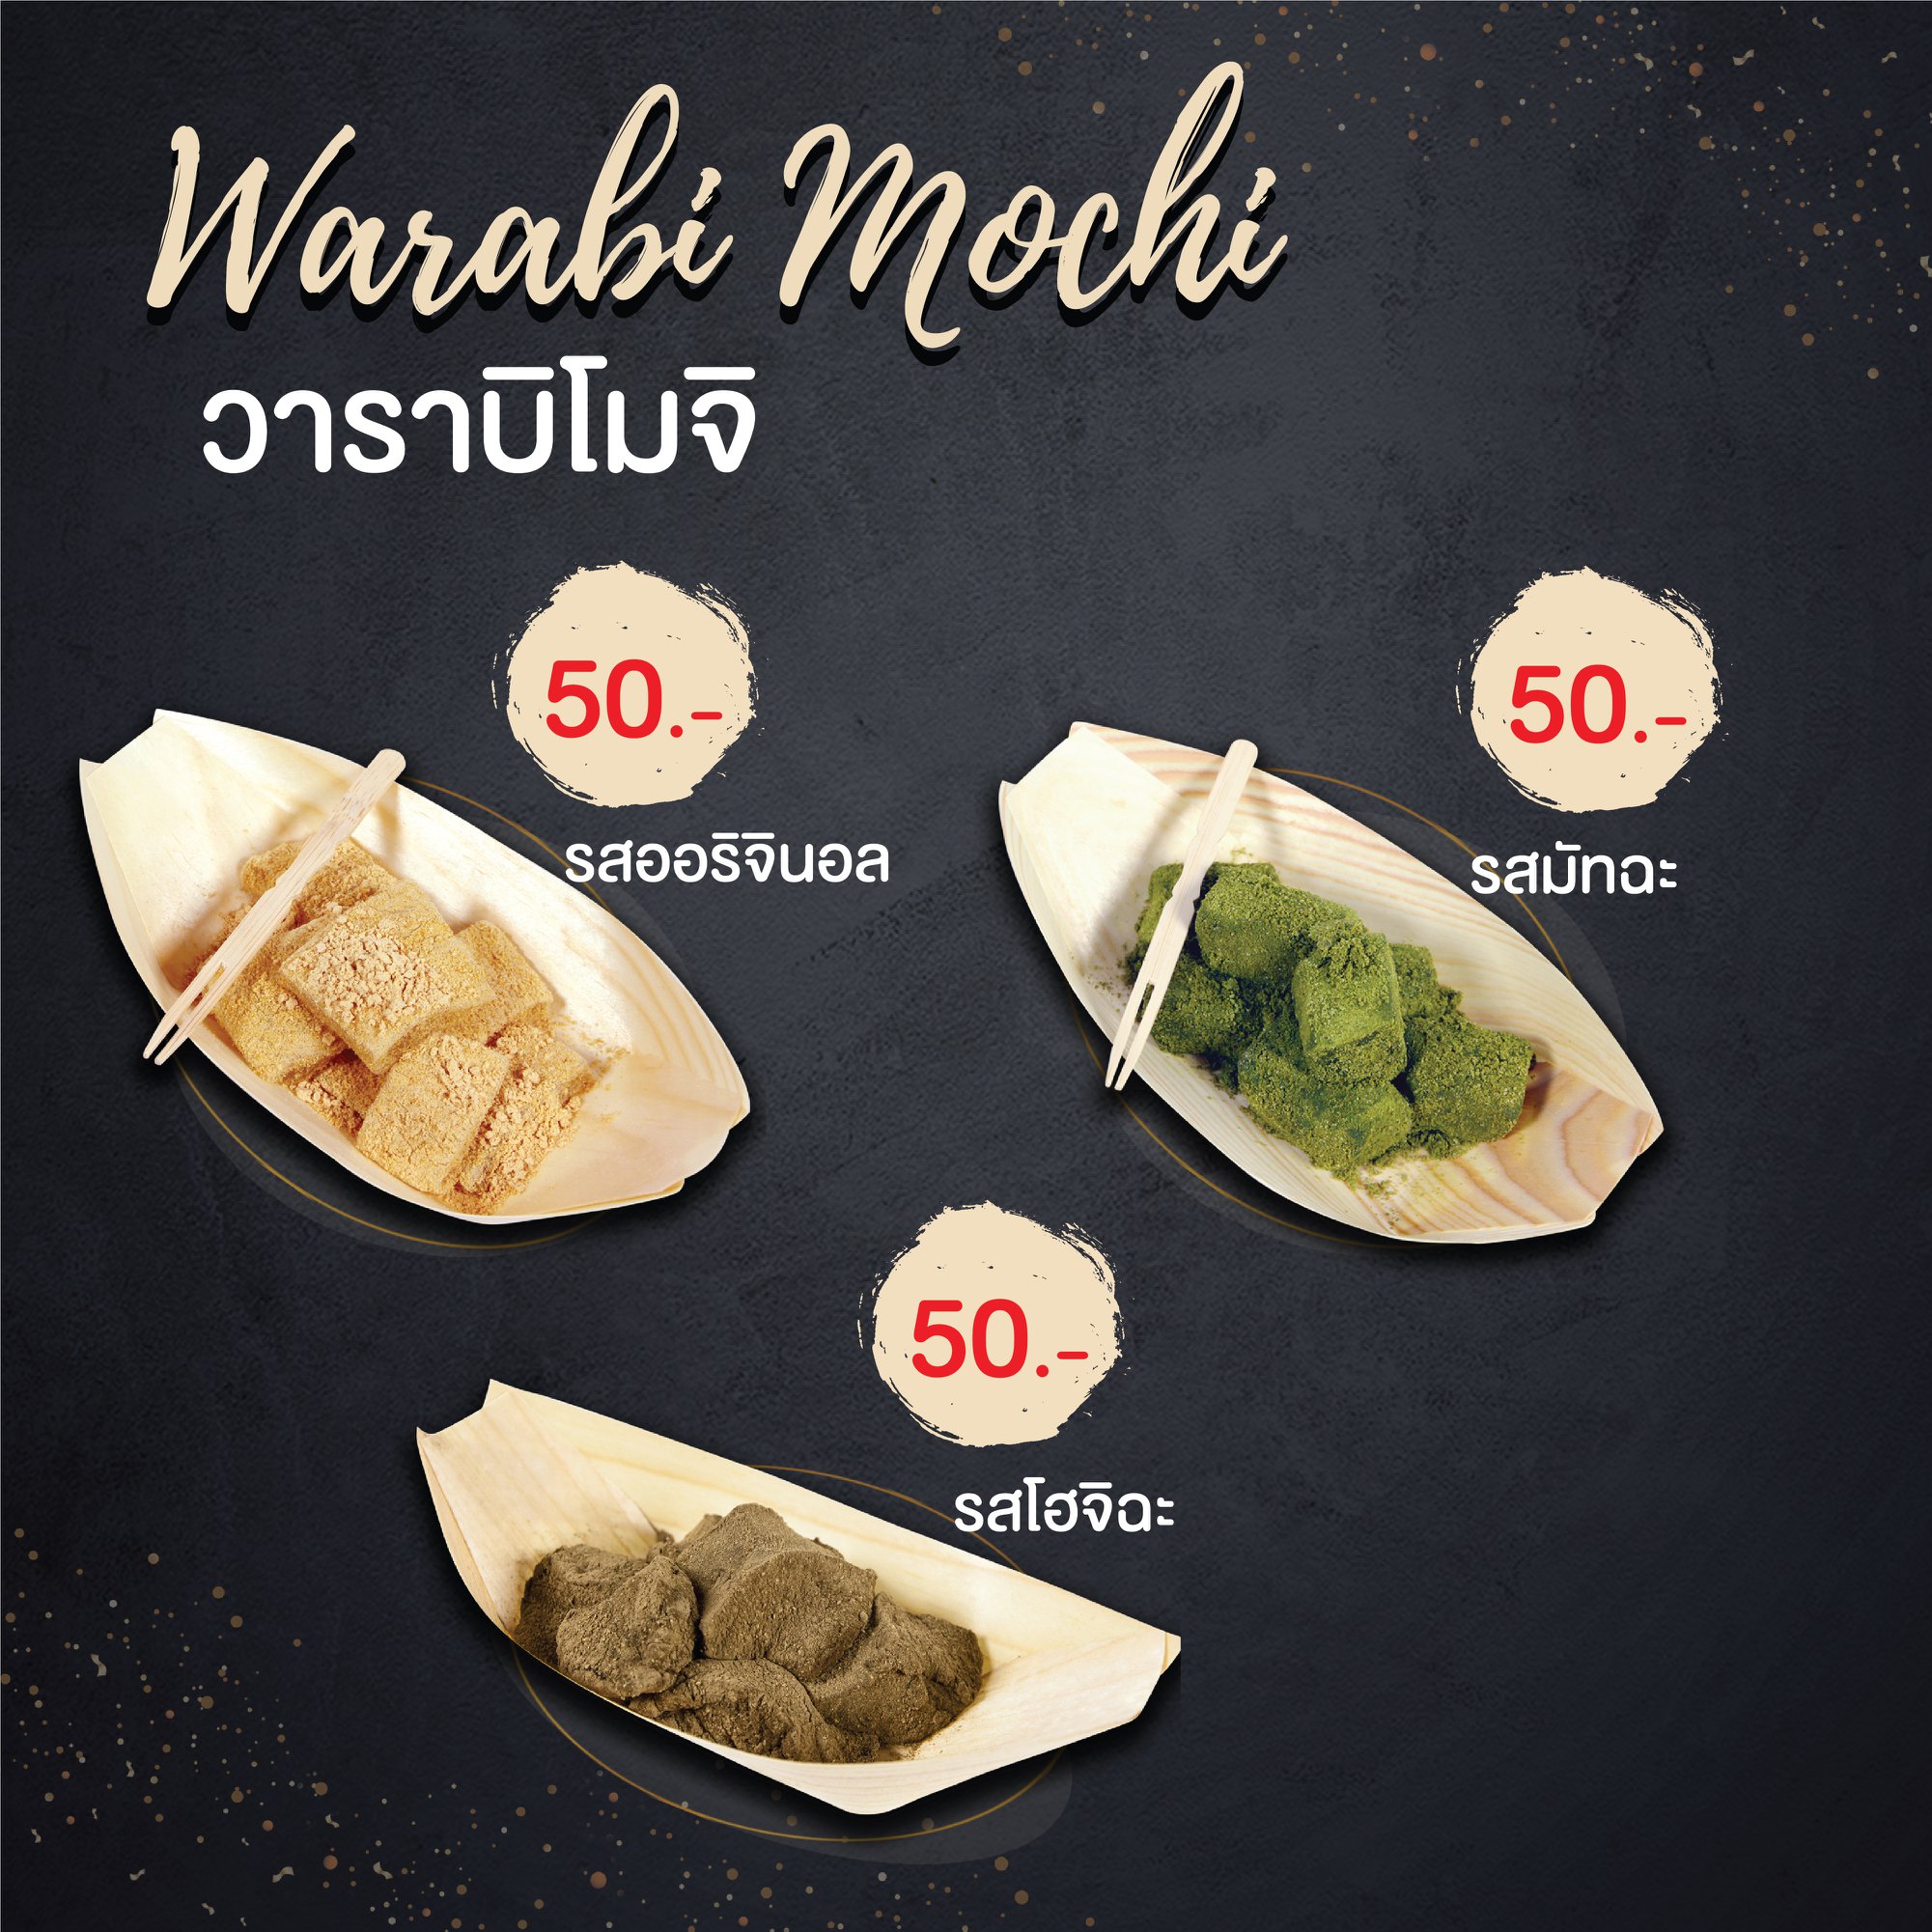 Warabi Mochi
วาราบิโมจิ
50.-
รสออริจินอล
50.-
รสมัทฉะ
50.-
รสโฮจิฉะ